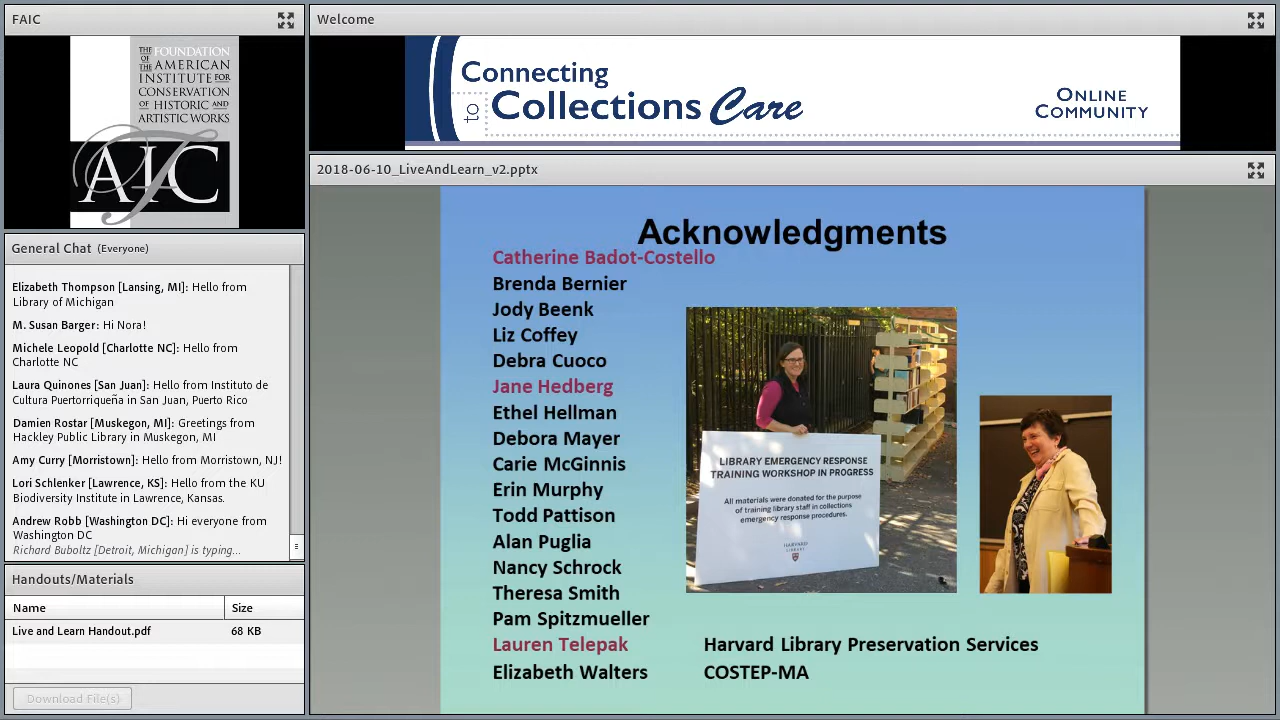 FAIC
THE FOUNDATION
OF THE AMERICAN
INSTITUTE FOR
CONSERVATION
OF HISTORIC AND
ARTISTIC WORKS
AIC
General Chat (Everyone)
Elizabeth Thompson [Lansing, MI]: Hello from
Library of Michigan
M. Susan Barger: Hi Nora!
Michele Leopold [Charlotte NC]: Hello from
Charlotte NC
Laura Quinones [San Juan]: Hello from Instituto de
Cultura Puertorriqueña in San Juan, Puerto Rico
Damien Rostar [Muskegon, MI]: Greetings from
Hackley Public Library in Muskegon, MI
Amy Curry [Morristown]: Hello from Morristown, NJ!
Lori Schlenker [Lawrence, KS]: Hello from the KU
Biodiversity Institute in Lawrence, Kansas.
Andrew Robb [Washington DC]: Hi everyone from
Washington DC
Richard Buboltz [Detroit, Michigan] is typing...
Handouts/Materials
Name Size
Live and Learn Handout.pdf 68 KB
Download File(s)
Welcome
Connecting
to Collections Care
ONLINE
COMMUNITY
2018-06-10_LiveAndLearn_v2.pptx
Acknowledgments
Catherine Badot-Costello
Brenda Bernier
Jody Beenk
Liz Coffey
Debra Cuoco
Jane Hedberg
Ethel Hellman
Debora Mayer
Carie McGinnis
Erin Murphy
Todd Pattison
Alan Puglia
Nancy Schrock
Theresa Smith
Pam Spitzmueller
Lauren Telepak
Elizabeth Walters
LIBRARY EMERGENCY RESPONSE
TRAINING WORKSHOP IN PROGRESS
All materials were donated for the purpose
of training library staff in collections
emergency response procedures.
HARVARD
LIBRARY
Harvard Library Preservation Services
COSTEP-MA